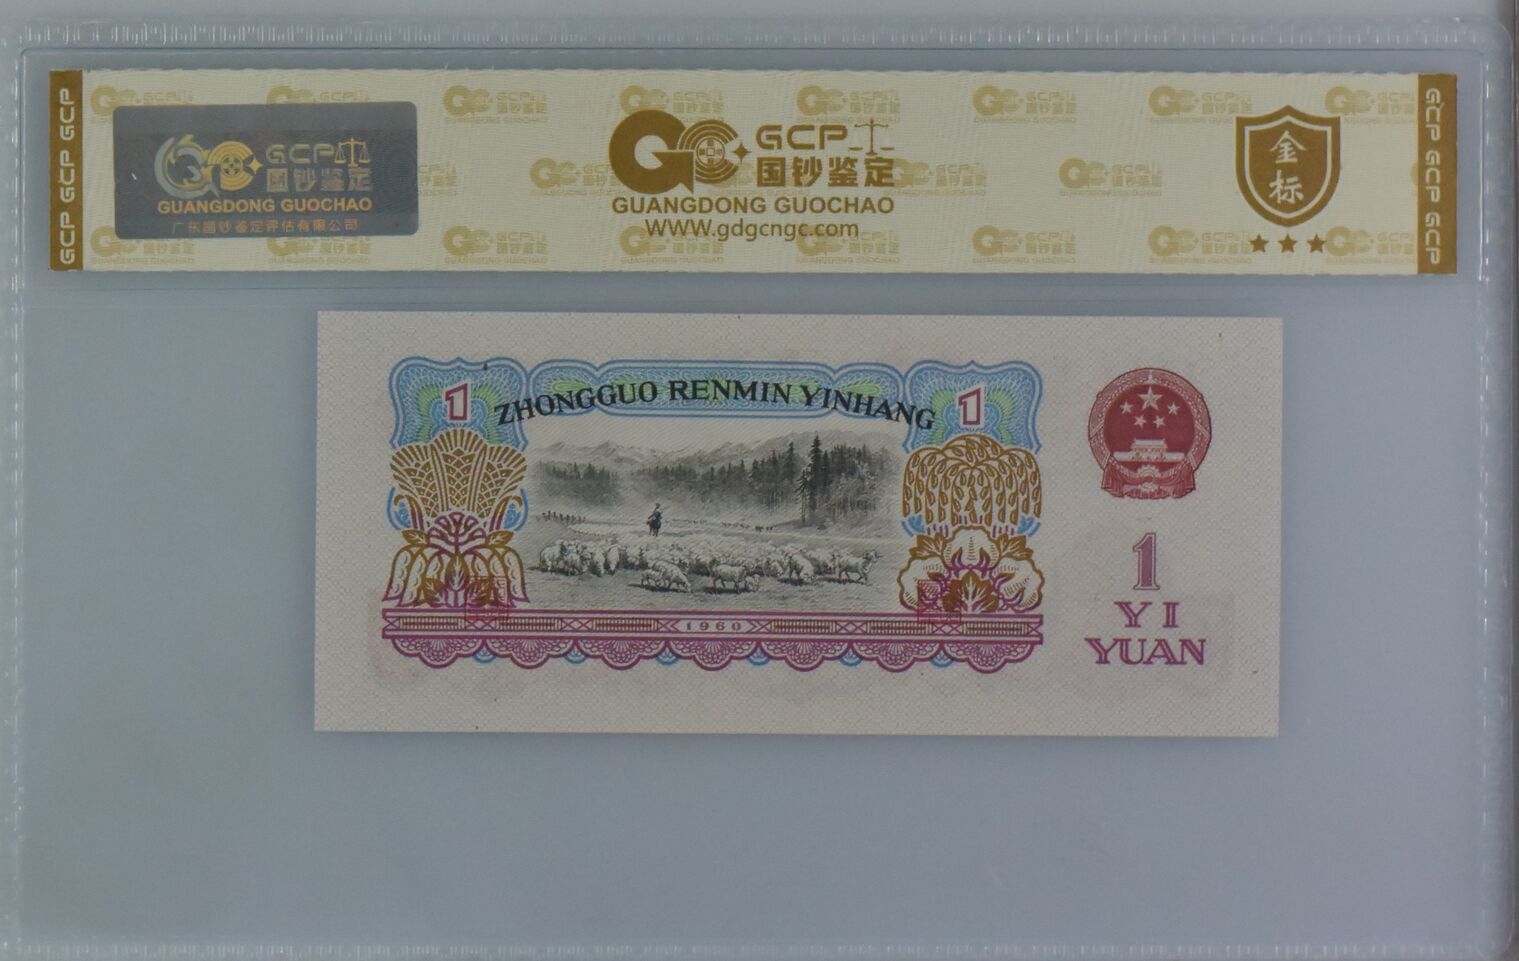 GCP GCP GCP
GCP
国钞鉴定
GUANGDONG GUOCHAO
广东国钞鉴定评估有限公司
GCP
国钞鉴定
GUANGDONG GUOCHAO
WWW.gdgcngc.com
金
标
GCP GCP GCP
1
ZHONGGUO RENMIN YINHANG
1
1960
1
YI
YUAN